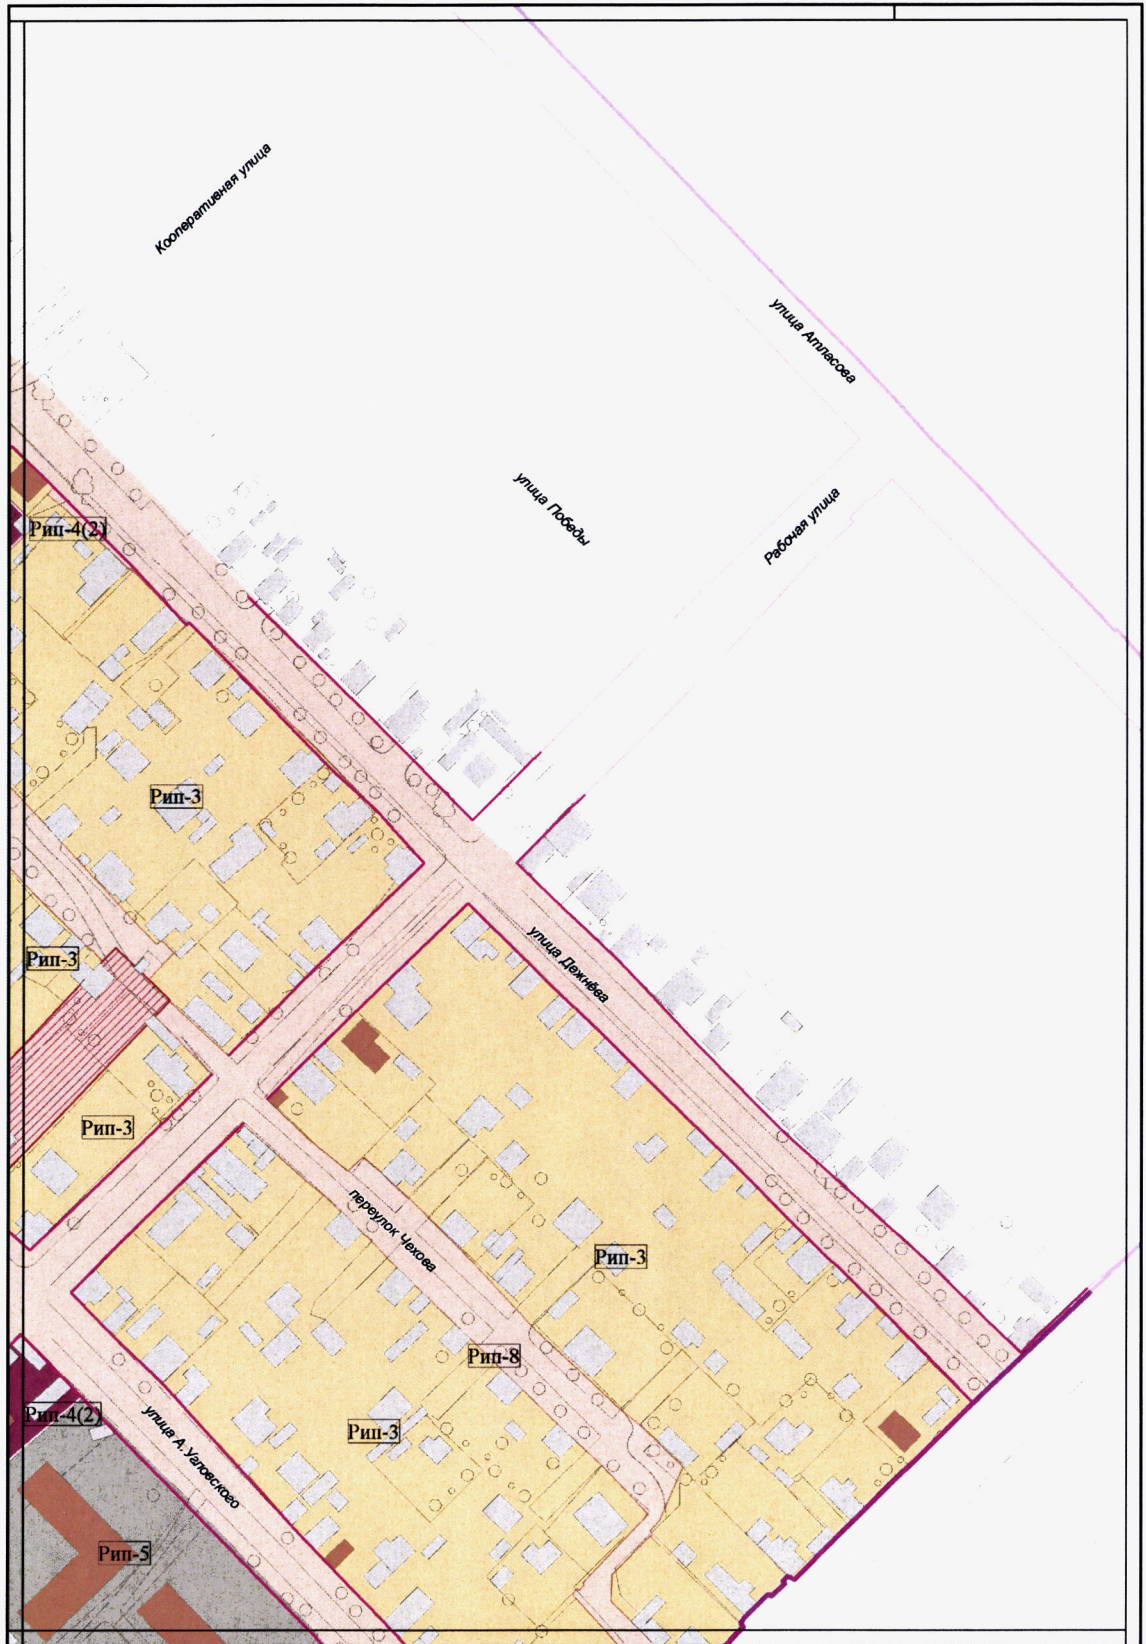 Кооперативная улица
улица Атласова
улица Победы
Рабочая улица
Рип-4(2)
Рип-3
улица Дежнёва
Рип-3
Рип-3
переулок Чехова
Рип-3
Рип-8
Рип-4(2)
Рип-3
улица А. Угловского
Рип-5